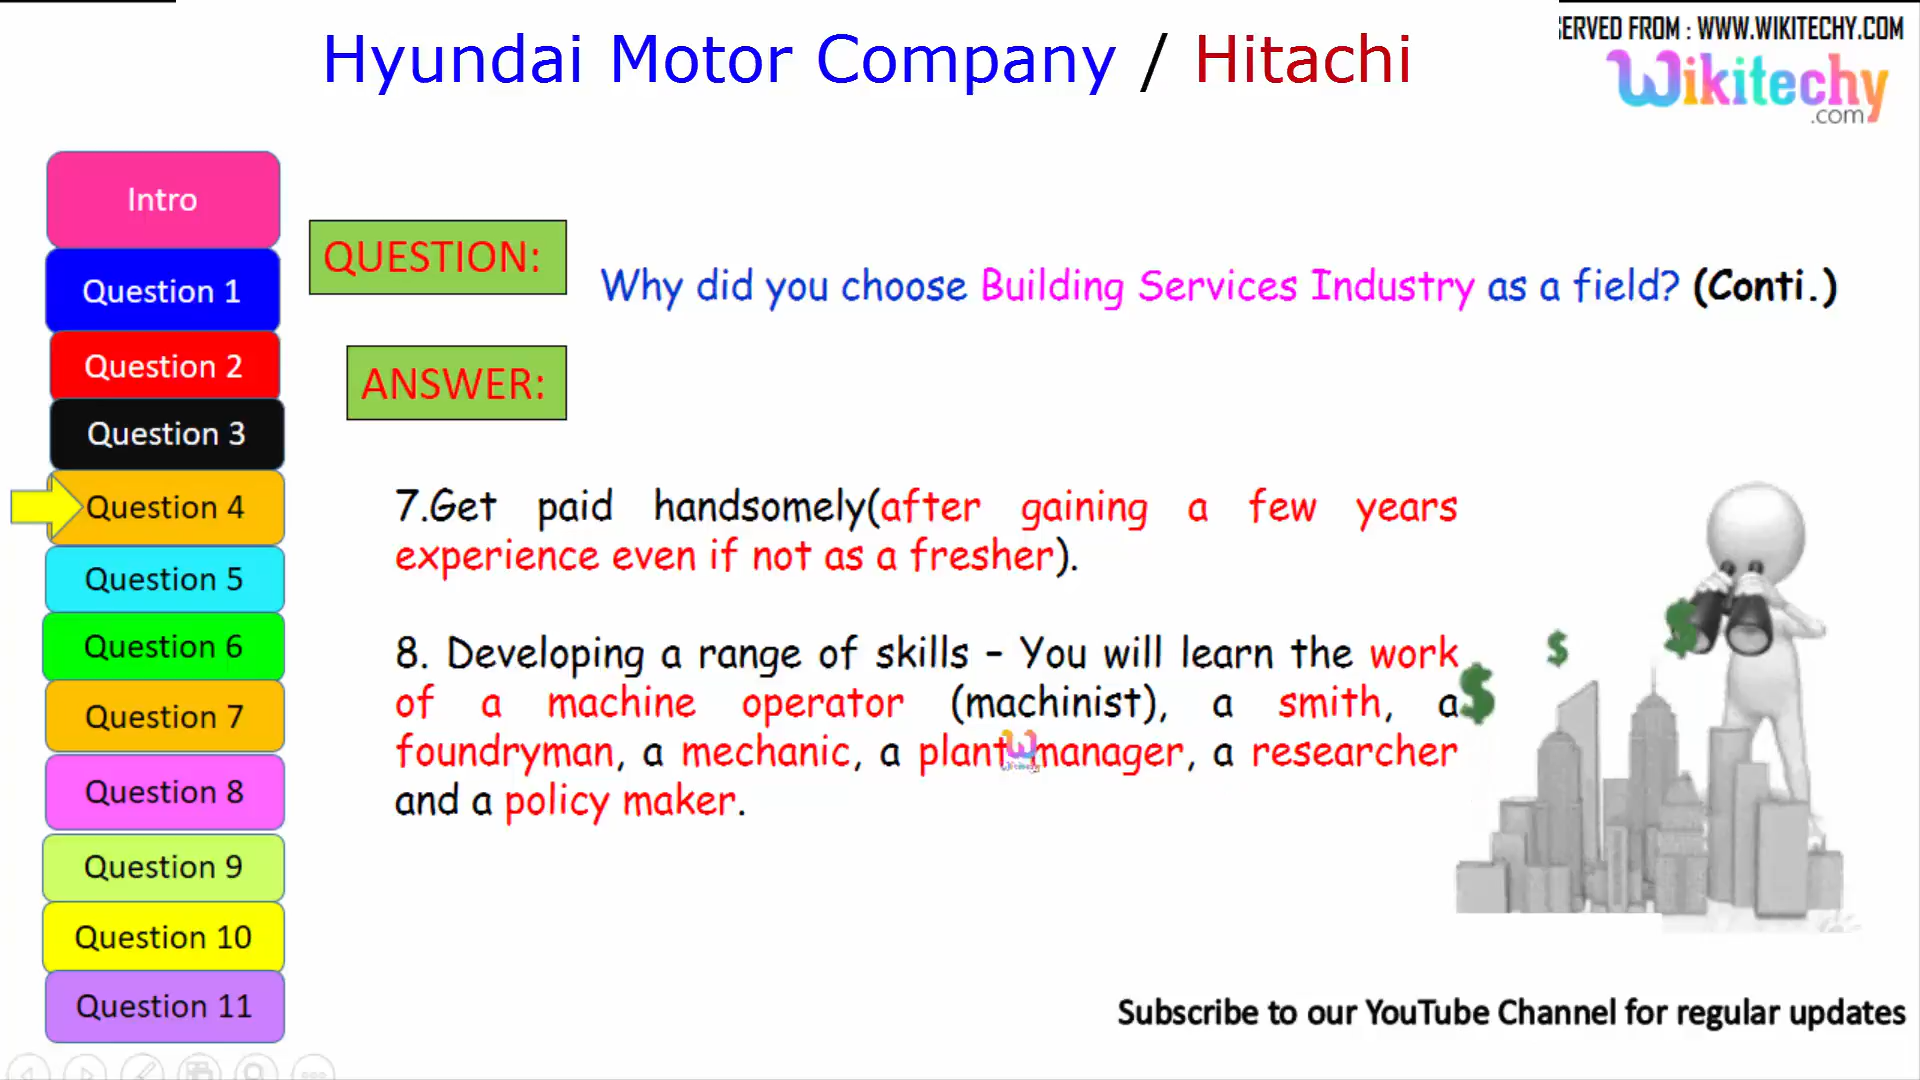 Hyundai Motor Company / Hitachi
SERVED FROM : WWW.WIKITECHY.COM
Wikitechy
.com
Intro
Question 1
Question 2
Question 3
Question 4
Question 5
Question 6
Question 7
Question 8
Question 9
Question 10
Question 11
QUESTION:
Why did you choose Building Services Industry as a field? (Conti.)
ANSWER:
7.Get paid handsomely(after gaining a few years
experience even if not as a fresher).
8. Developing a range of skills – You will learn the work
of a machine operator (machinist), a smith, a
foundryman, a mechanic, a plant manager, a researcher
and a policy maker.
$
$
$
Subscribe to our YouTube Channel for regular updates